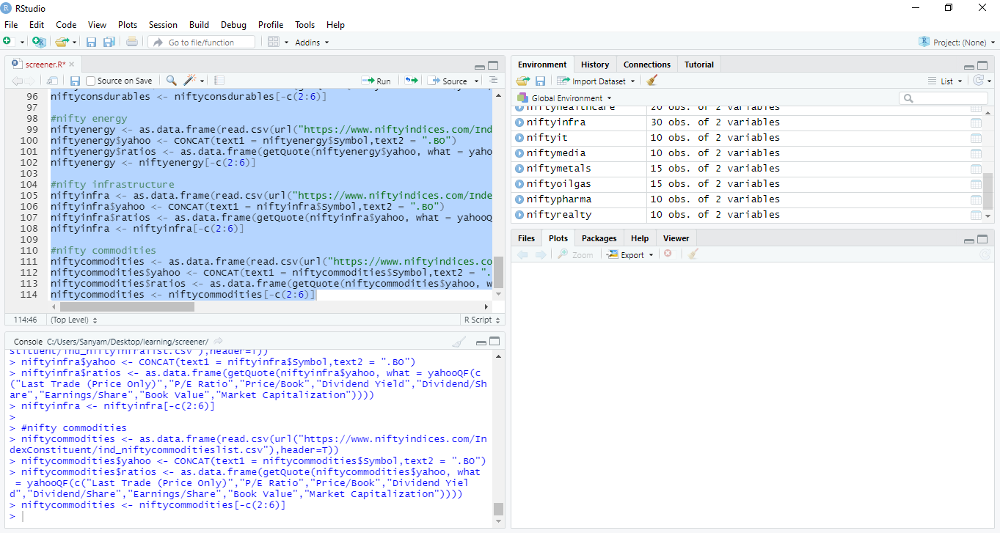 RStudio
File Edit Code View Plots Session Build Debug Profile Tools Help
Go to file/function Addins Project: (None)
screener.R*
Source on Save Run Source
96 niftyconsdurables <- niftyconsdurables[-c(2:6)]
97
98 #nifty energy
99 niftyenergy <- as.data.frame(read.csv(url("https://www.niftyindices.com/Ind
100 niftyenergy$yahoo <- CONCAT(text1 = niftyenergy$Symbol,text2 = ".BO")
101 niftyenergy$ratios <- as.data.frame(getQuote(niftyenergy$yahoo, what = yaho
102 niftyenergy <- niftyenergy[-c(2:6)]
103
104 #nifty infrastructure
105 niftyinfra <- as.data.frame(read.csv(url("https://www.niftyindices.com/Inde
106 niftyinfra$yahoo <- CONCAT(text1 = niftyinfra$Symbol,text2 = ".BO")
107 niftyinfra$ratios <- as.data.frame(getQuote(niftyinfra$yahoo, what = yahooQ
108 niftyinfra <- niftyinfra[-c(2:6)]
109
110 #nifty commodities
111 niftycommodities <- as.data.frame(read.csv(url("https://www.niftyindices.co
112 niftycommodities$yahoo <- CONCAT(text1 = niftycommodities$Symbol,text2 = ".
113 niftycommodities$ratios <- as.data.frame(getQuote(niftycommodities$yahoo, w
114 niftycommodities <- niftycommodities[-c(2:6)]
114:46 (Top Level) R Script
Console C:/Users/Sanyam/Desktop/learning/screener/
stituent/ind_niftyinfralist.csv"),header=T))
> niftyinfra$yahoo <- CONCAT(text1 = niftyinfra$Symbol,text2 = ".BO")
> niftyinfra$ratios <- as.data.frame(getQuote(niftyinfra$yahoo, what = yahooQF(c
("Last Trade (Price Only)","P/E Ratio","Price/Book","Dividend Yield","Dividend/Sh
are","Earnings/Share","Book Value","Market Capitalization"))))
> niftyinfra <- niftyinfra[-c(2:6)]
>
> #nifty commodities
> niftycommodities <- as.data.frame(read.csv(url("https://www.niftyindices.com/In
dexConstituent/ind_niftycommoditieslist.csv"),header=T))
> niftycommodities$yahoo <- CONCAT(text1 = niftycommodities$Symbol,text2 = ".BO")
> niftycommodities$ratios <- as.data.frame(getQuote(niftycommodities$yahoo, what
= yahooQF(c("Last Trade (Price Only)","P/E Ratio","Price/Book","Dividend Yiel
d","Dividend/Share","Earnings/Share","Book Value","Market Capitalization"))))
> niftycommodities <- niftycommodities[-c(2:6)]
>
Environment History Connections Tutorial
Import Dataset List
Global Environment
niftyhealthcare 20 obs. of 2 variables
niftyinfra 30 obs. of 2 variables
niftyit 10 obs. of 2 variables
niftymedia 10 obs. of 2 variables
niftymetals 15 obs. of 2 variables
niftyoilgas 15 obs. of 2 variables
niftypharma 10 obs. of 2 variables
niftyrealty 10 obs. of 2 variables
Files Plots Packages Help Viewer
Zoom Export